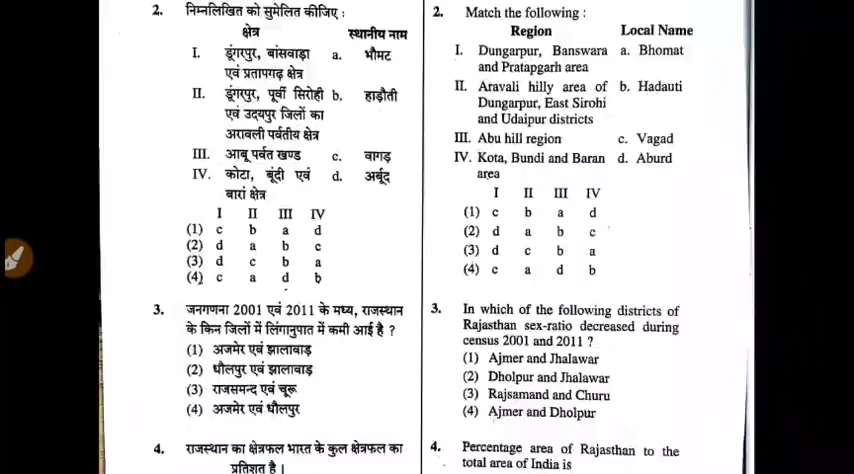 2. निम्नलिखित को सुमेलित कीजिए :
क्षेत्र स्थानीय नाम
I. डूंगरपुर, बांसवाड़ा a. भौमट
एवं प्रतापगढ़ क्षेत्र
II. डूंगरपुर, पूर्वी सिरोही b. हाड़ौती
एवं उदयपुर जिलों का
अरावली पर्वतीय क्षेत्र
III. आबू पर्वत खण्ड c. वागड़
IV. कोटा, बूंदी एवं d. अर्बूद
बारां क्षेत्र
I II III IV
(1) c b a d
(2) d a b c
(3) d c b a
(4) c a d b
3. जनगणना 2001 एवं 2011 के मध्य, राजस्थान
के किन जिलों में लिंगानुपात में कमी आई है ?
(1) अजमेर एवं झालावाड़
(2) धौलपुर एवं झालावाड़
(3) राजसमन्द एवं चूरू
(4) अजमेर एवं धौलपुर
4. राजस्थान का क्षेत्रफल भारत के कुल क्षेत्रफल का
प्रतिशत है ।
2. Match the following :
Region Local Name
I. Dungarpur, Banswara a. Bhomat
and Pratapgarh area
II. Aravali hilly area of b. Hadauti
Dungarpur, East Sirohi
and Udaipur districts
III. Abu hill region c. Vagad
IV. Kota, Bundi and Baran d. Aburd
area
I II III IV
(1) c b a d
(2) d a b c
(3) d c b a
(4) c a d b
3. In which of the following districts of
Rajasthan sex-ratio decreased during
census 2001 and 2011 ?
(1) Ajmer and Jhalawar
(2) Dholpur and Jhalawar
(3) Rajsamand and Churu
(4) Ajmer and Dholpur
4. Percentage area of Rajasthan to the
total area of India is